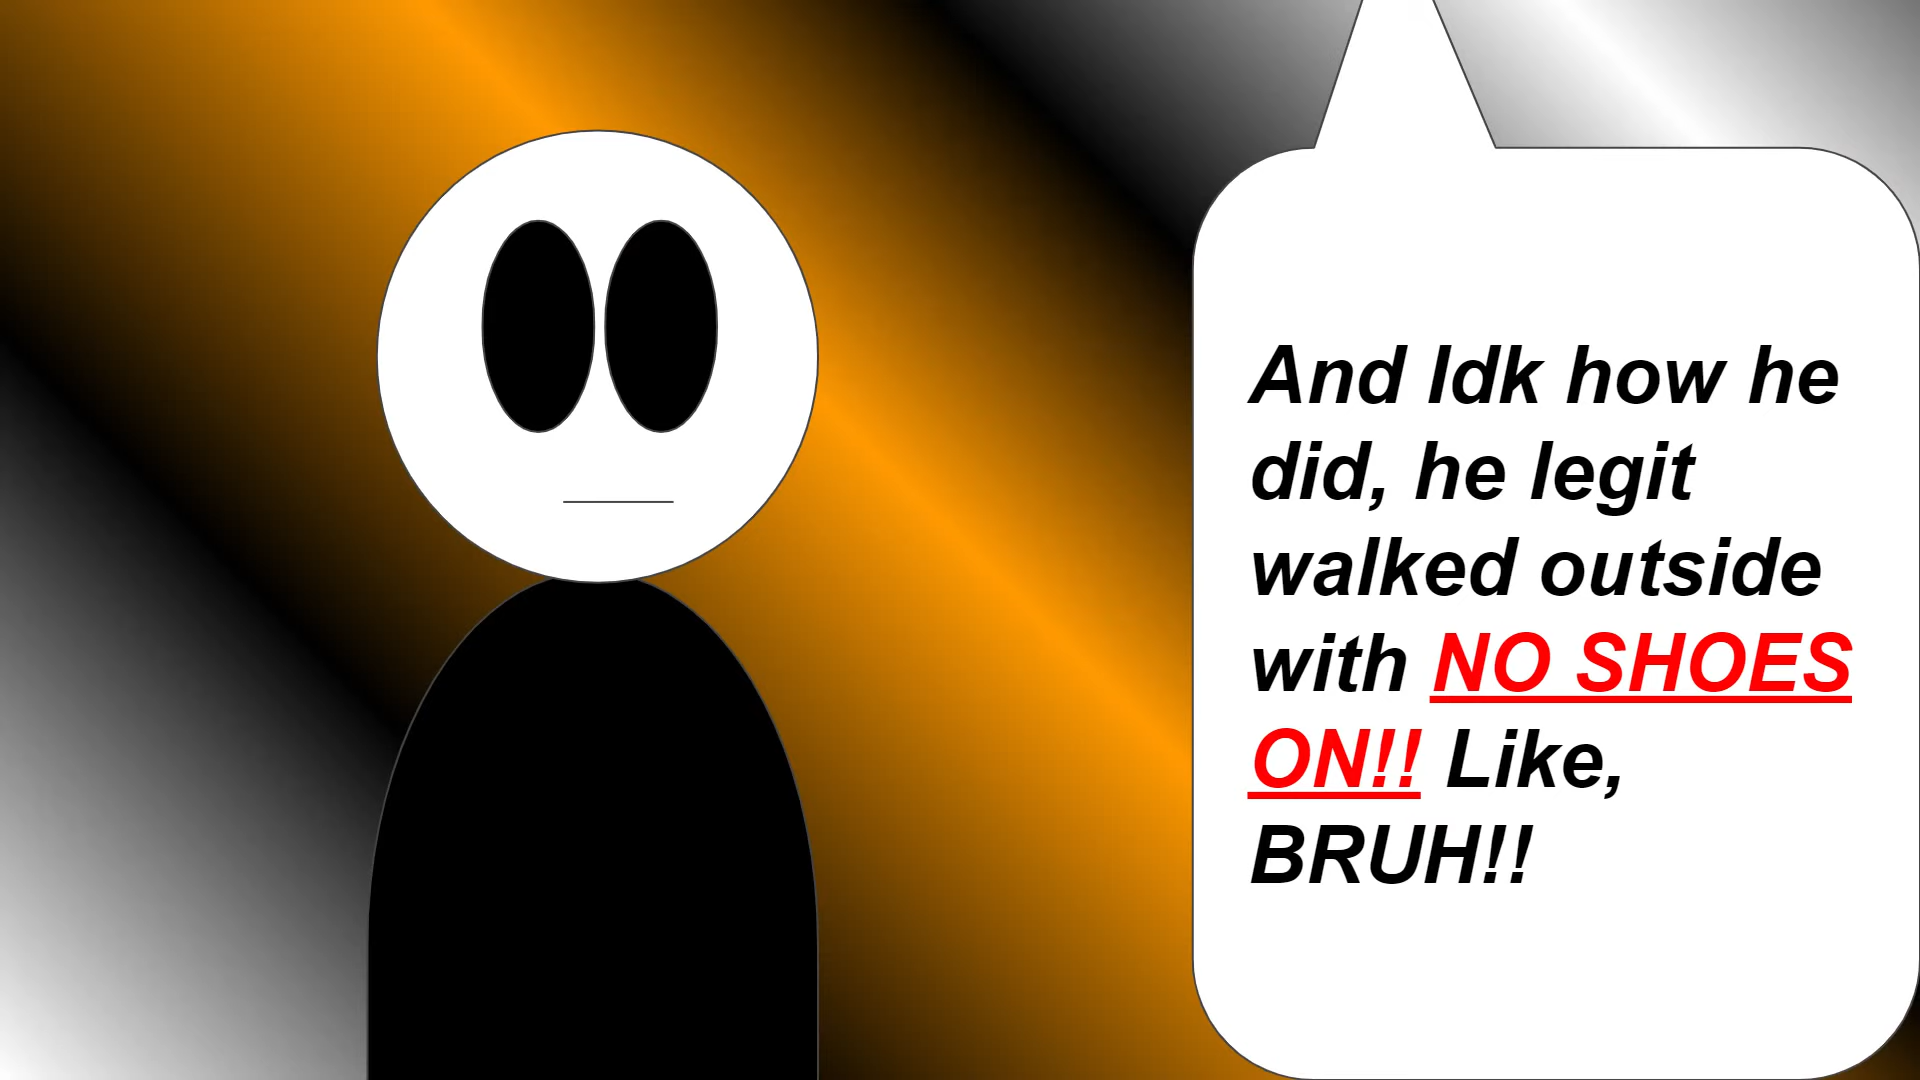 And Idk how he
did, he legit
walked outside
with NO SHOES
ON!! Like,
BRUH!!